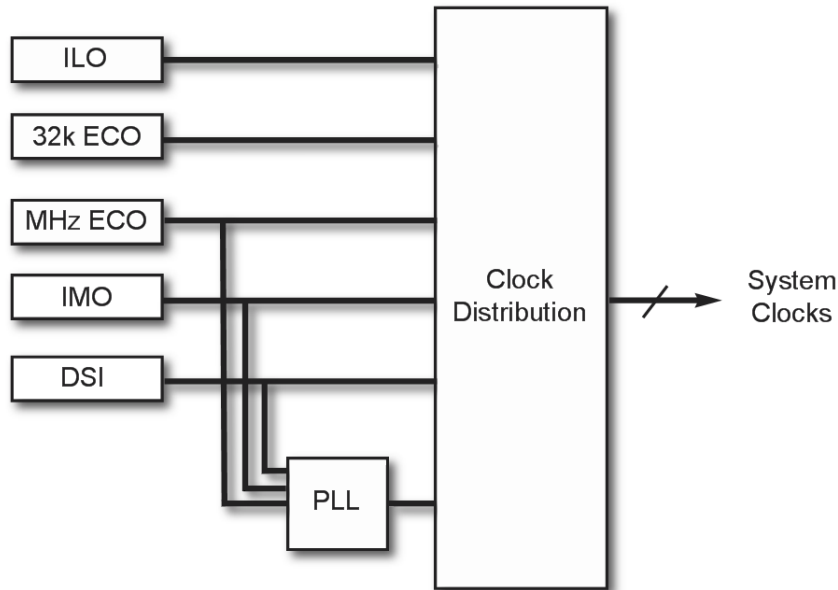 ILO
32k ECO
MHz ECO
IMO
DSI
PLL
Clock
Distribution
System
Clocks